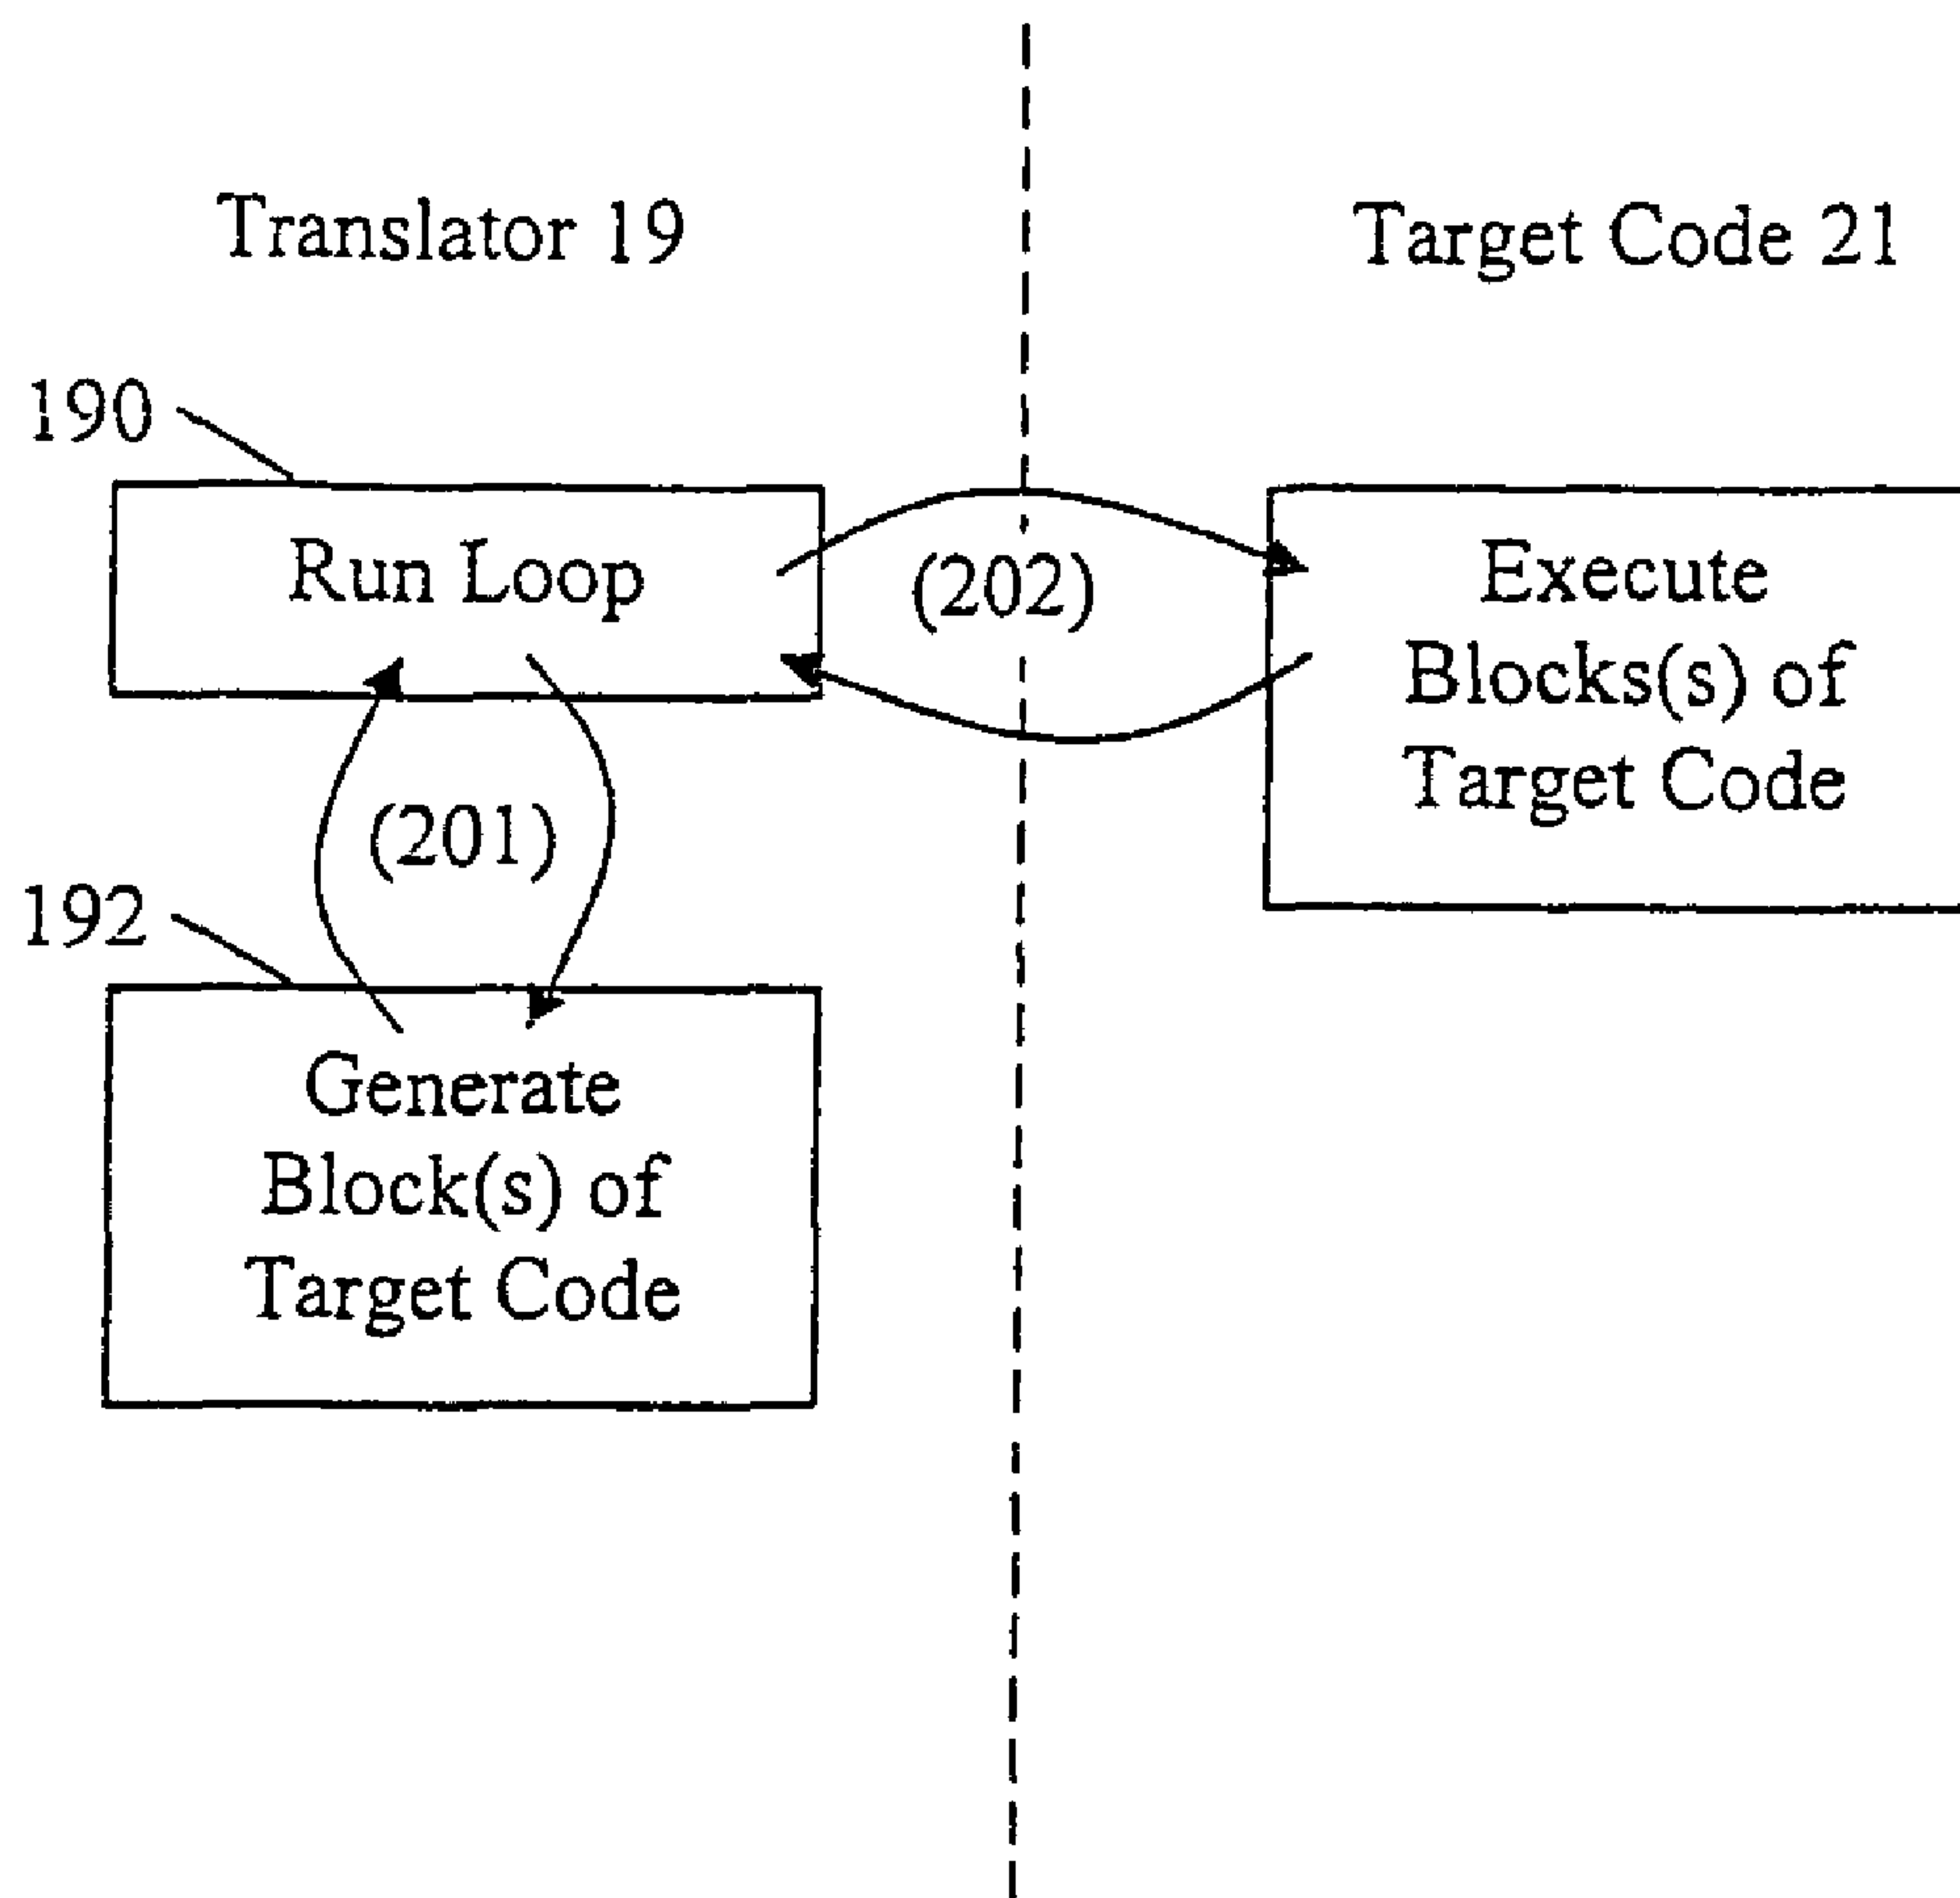 Translator 19
Target Code 21
190
Run Loop
(202)
Execute
Blocks(s) of
Target Code
(201)
192
Generate
Block(s) of
Target Code